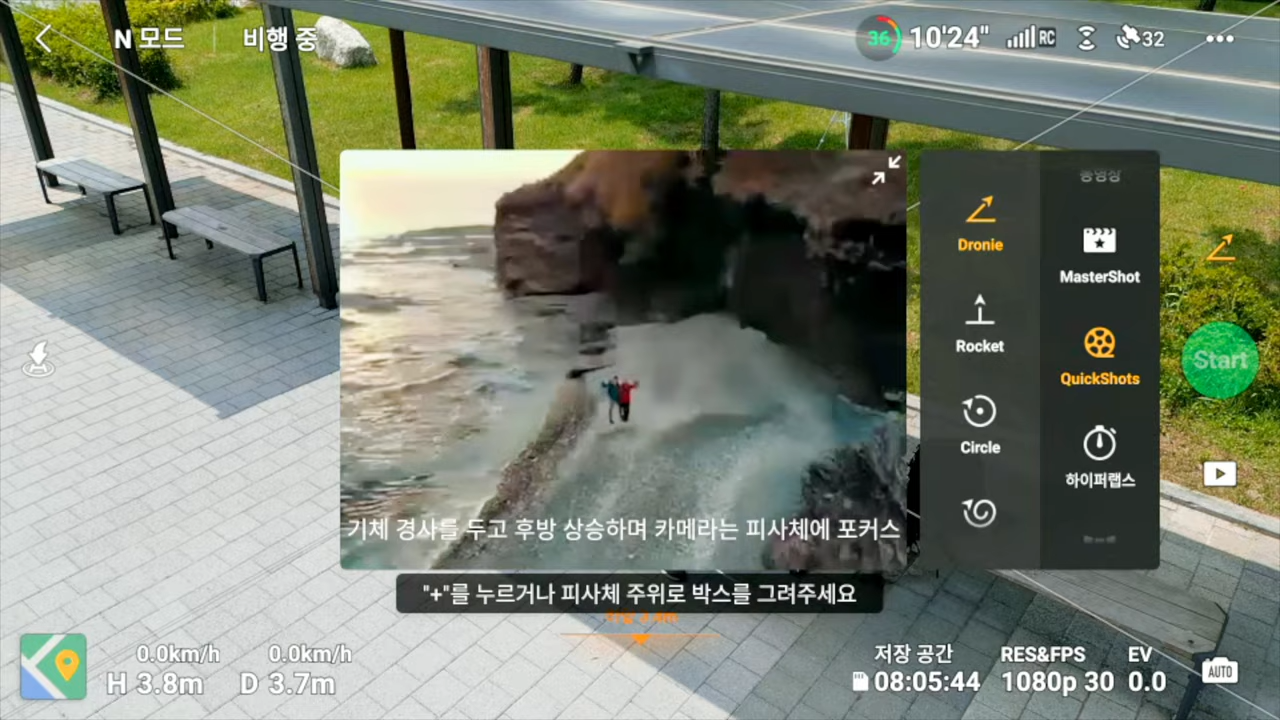 N 모드
비행 중
36
10'24"
RC
32
동영상
Dronie
MasterShot
Rocket
QuickShots
Circle
하이퍼랩스
Start
기체 경사를 두고 후방 상승하며 카메라는 피사체에 포커스
"+"를 누르거나 피사체 주위로 박스를 그려주세요
0.0km/h
0.0km/h
H 3.8m
D 3.7m
저장 공간
08:05:44
RES&FPS
1080p 30
EV
0.0
AUTO